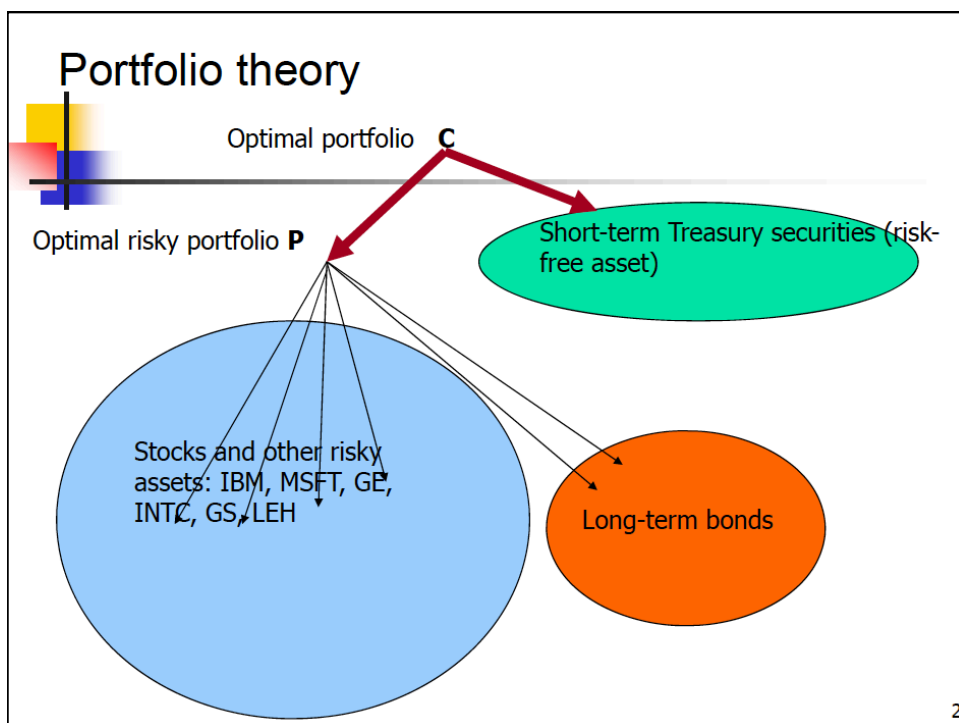 Portfolio theory
Optimal portfolio C
Optimal risky portfolio P
Short-term Treasury securities (risk-
free asset)
Stocks and other risky
assets: IBM, MSFT, GE,
INTC, GS, LEH
Long-term bonds
2